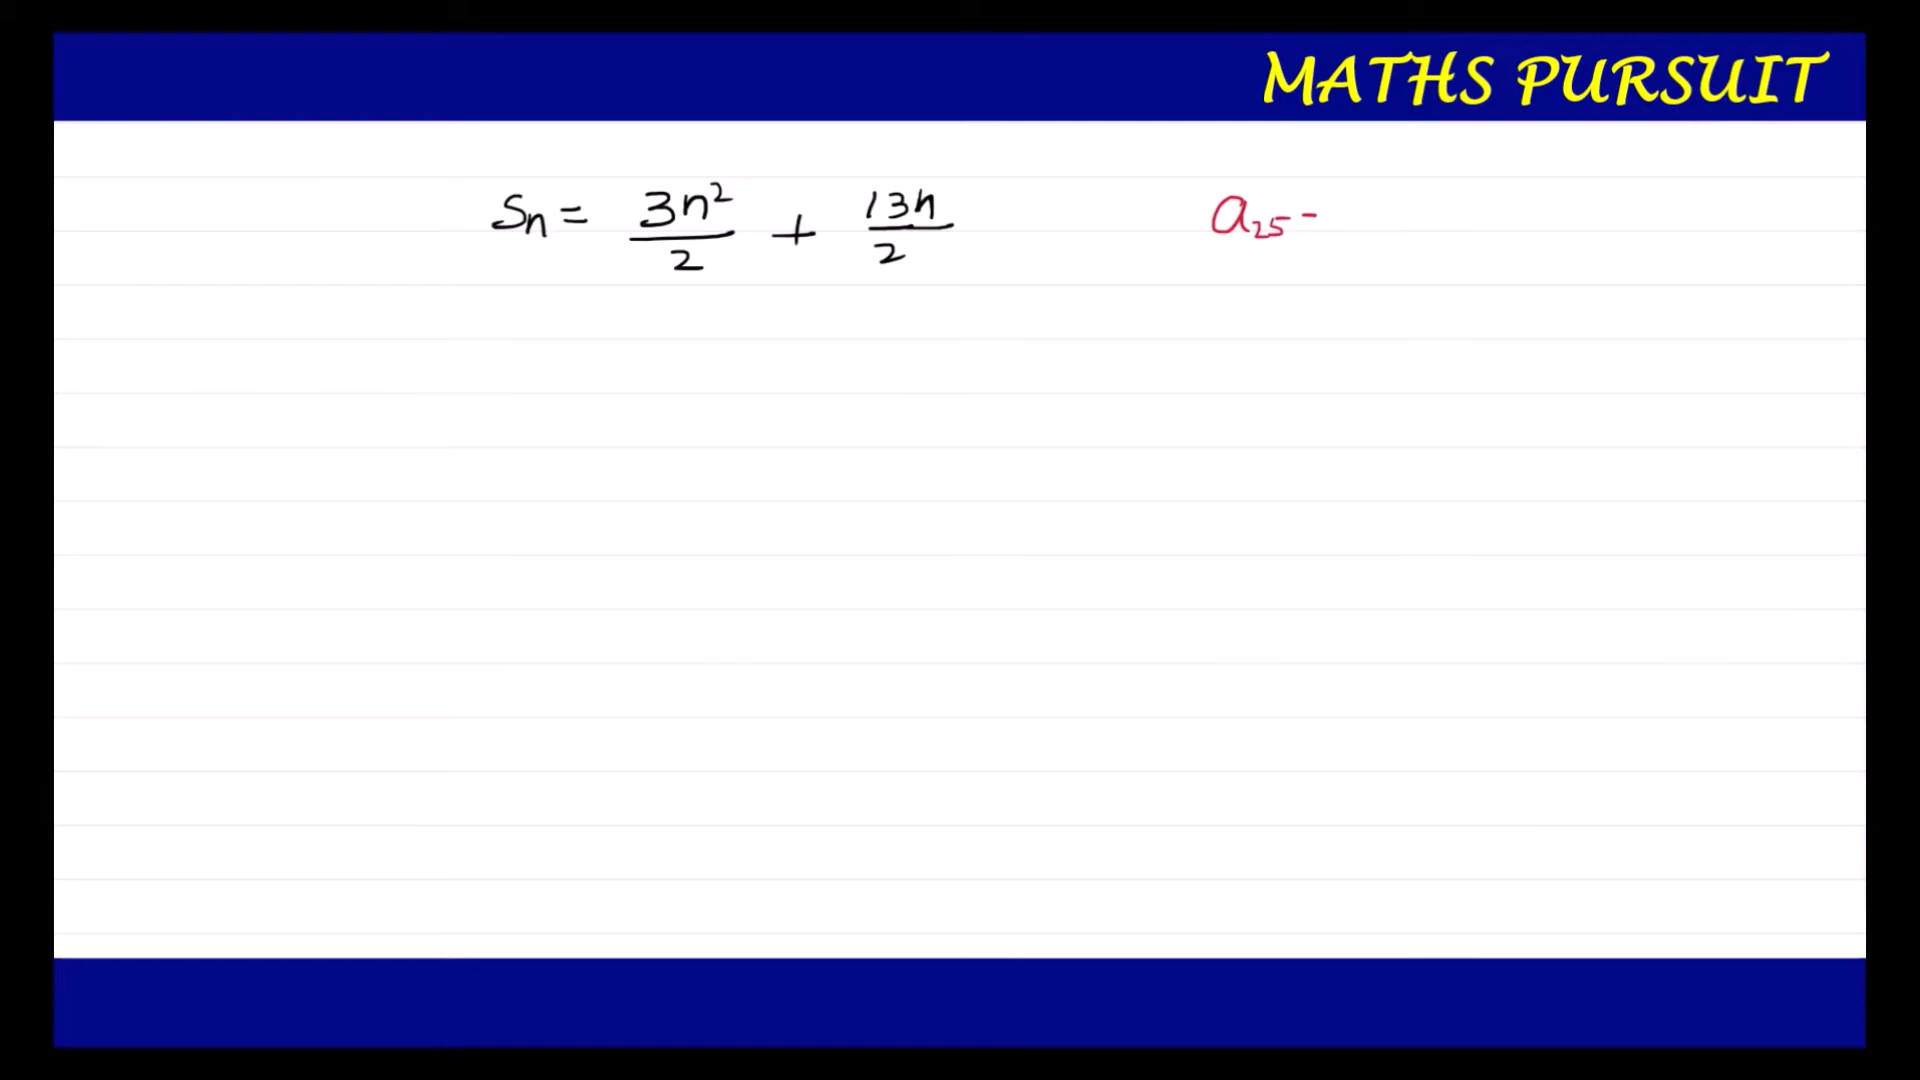 MATHS PURSUIT
Sn = 3n²/2 + 13n/2 a₂₅ -